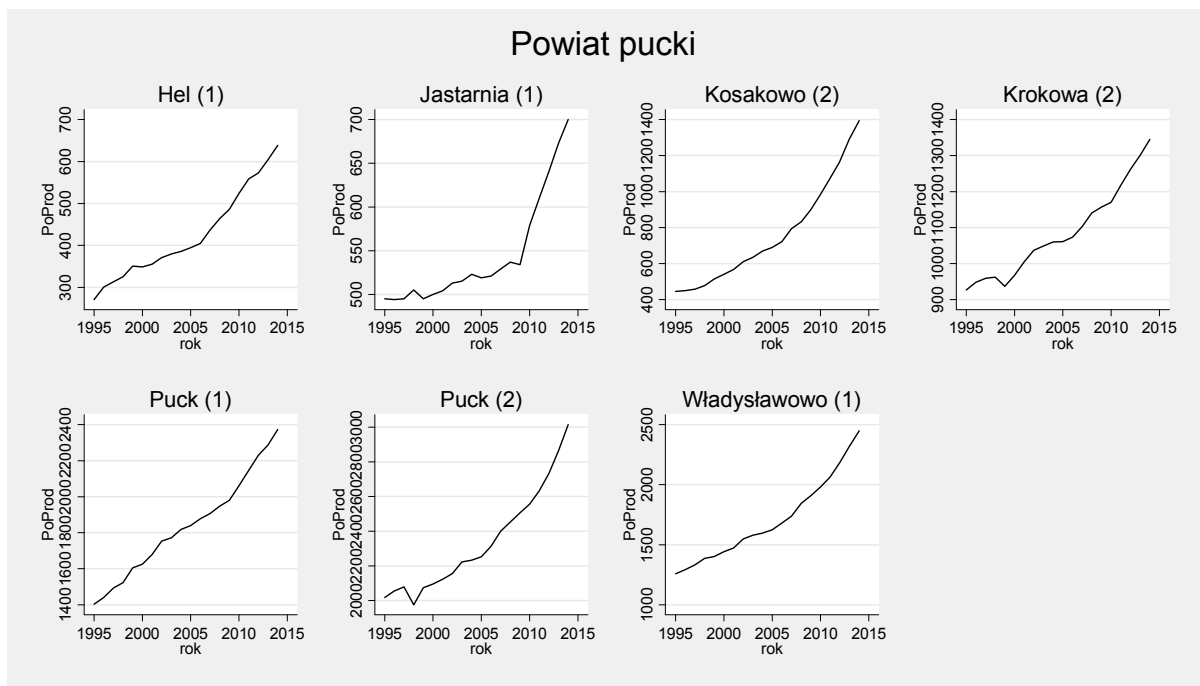 Powiat pucki
Hel (1)
PoProd
700
600
500
400
300
1995 2000 2005 2010 2015
rok
Jastarnia (1)
PoProd
700
650
600
550
500
1995 2000 2005 2010 2015
rok
Kosakowo (2)
PoProd
1400
1200
1000
800
600
400
1995 2000 2005 2010 2015
rok
Krokowa (2)
PoProd
1400
1300
1200
1100
1000
900
1995 2000 2005 2010 2015
rok
Puck (1)
PoProd
2400
2200
2000
1800
1600
1400
1995 2000 2005 2010 2015
rok
Puck (2)
PoProd
3000
2800
2600
2400
2200
2000
1995 2000 2005 2010 2015
rok
Władysławowo (1)
PoProd
2500
2000
1500
1000
1995 2000 2005 2010 2015
rok